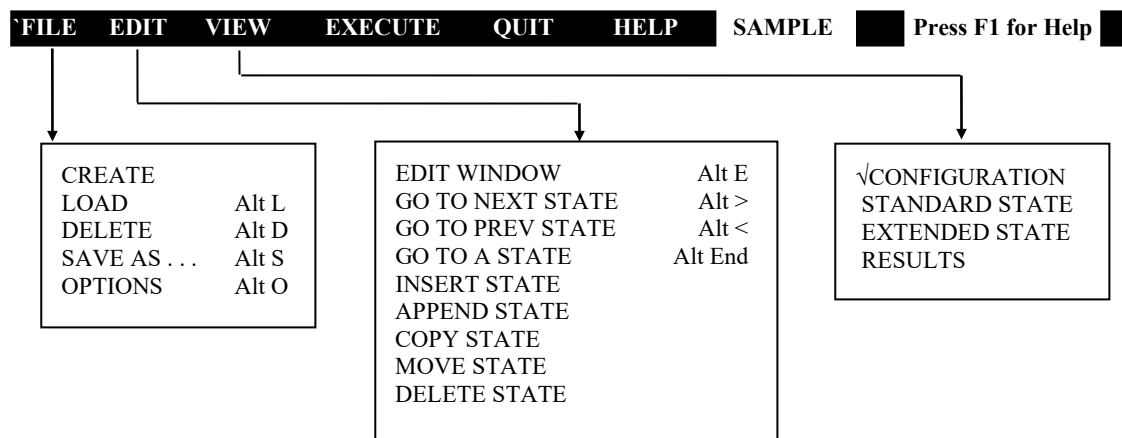 `FILE EDIT VIEW EXECUTE QUIT HELP SAMPLE Press F1 for Help
CREATE
LOAD Alt L
DELETE Alt D
SAVE AS . . . Alt S
OPTIONS Alt O
EDIT WINDOW Alt E
GO TO NEXT STATE Alt >
GO TO PREV STATE Alt <
GO TO A STATE Alt End
INSERT STATE
APPEND STATE
COPY STATE
MOVE STATE
DELETE STATE
√CONFIGURATION
STANDARD STATE
EXTENDED STATE
RESULTS